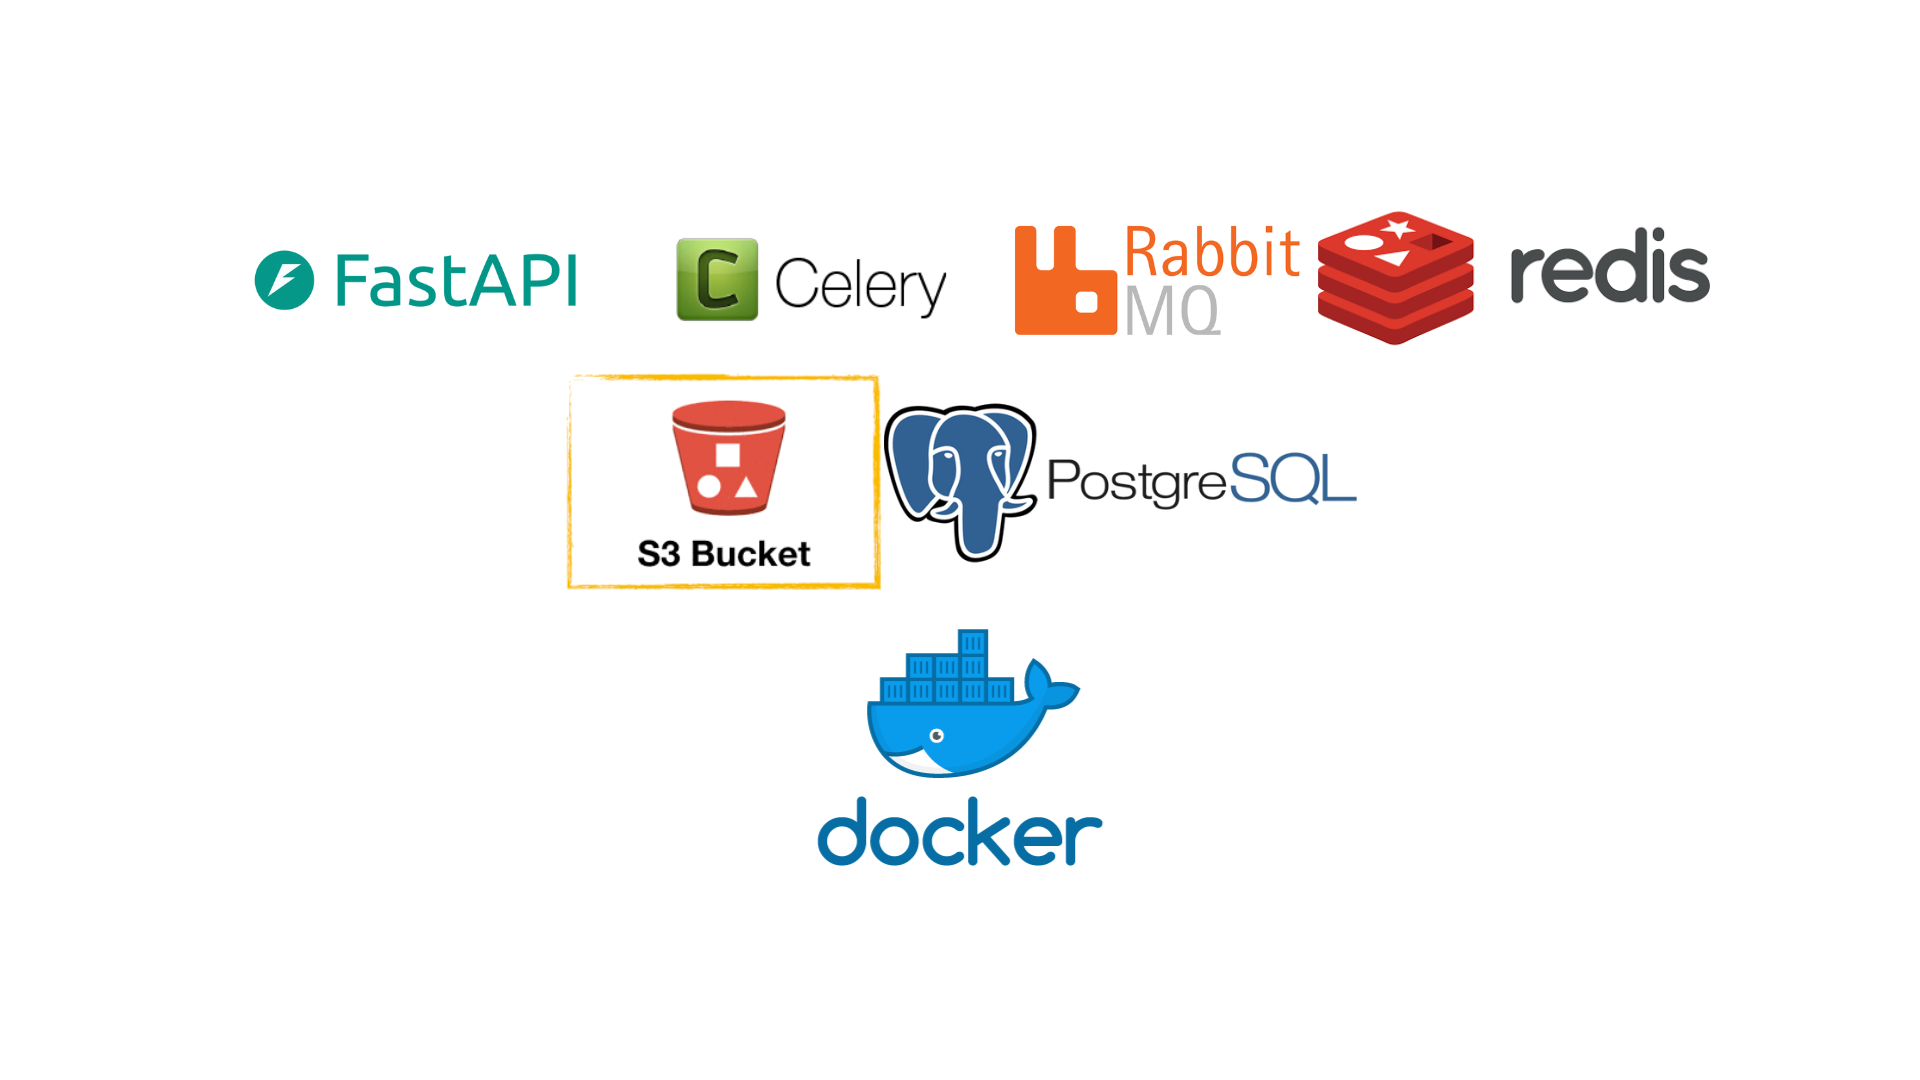 FastAPI
Celery
Rabbit
MQ
redis
S3 Bucket
PostgreSQL
docker